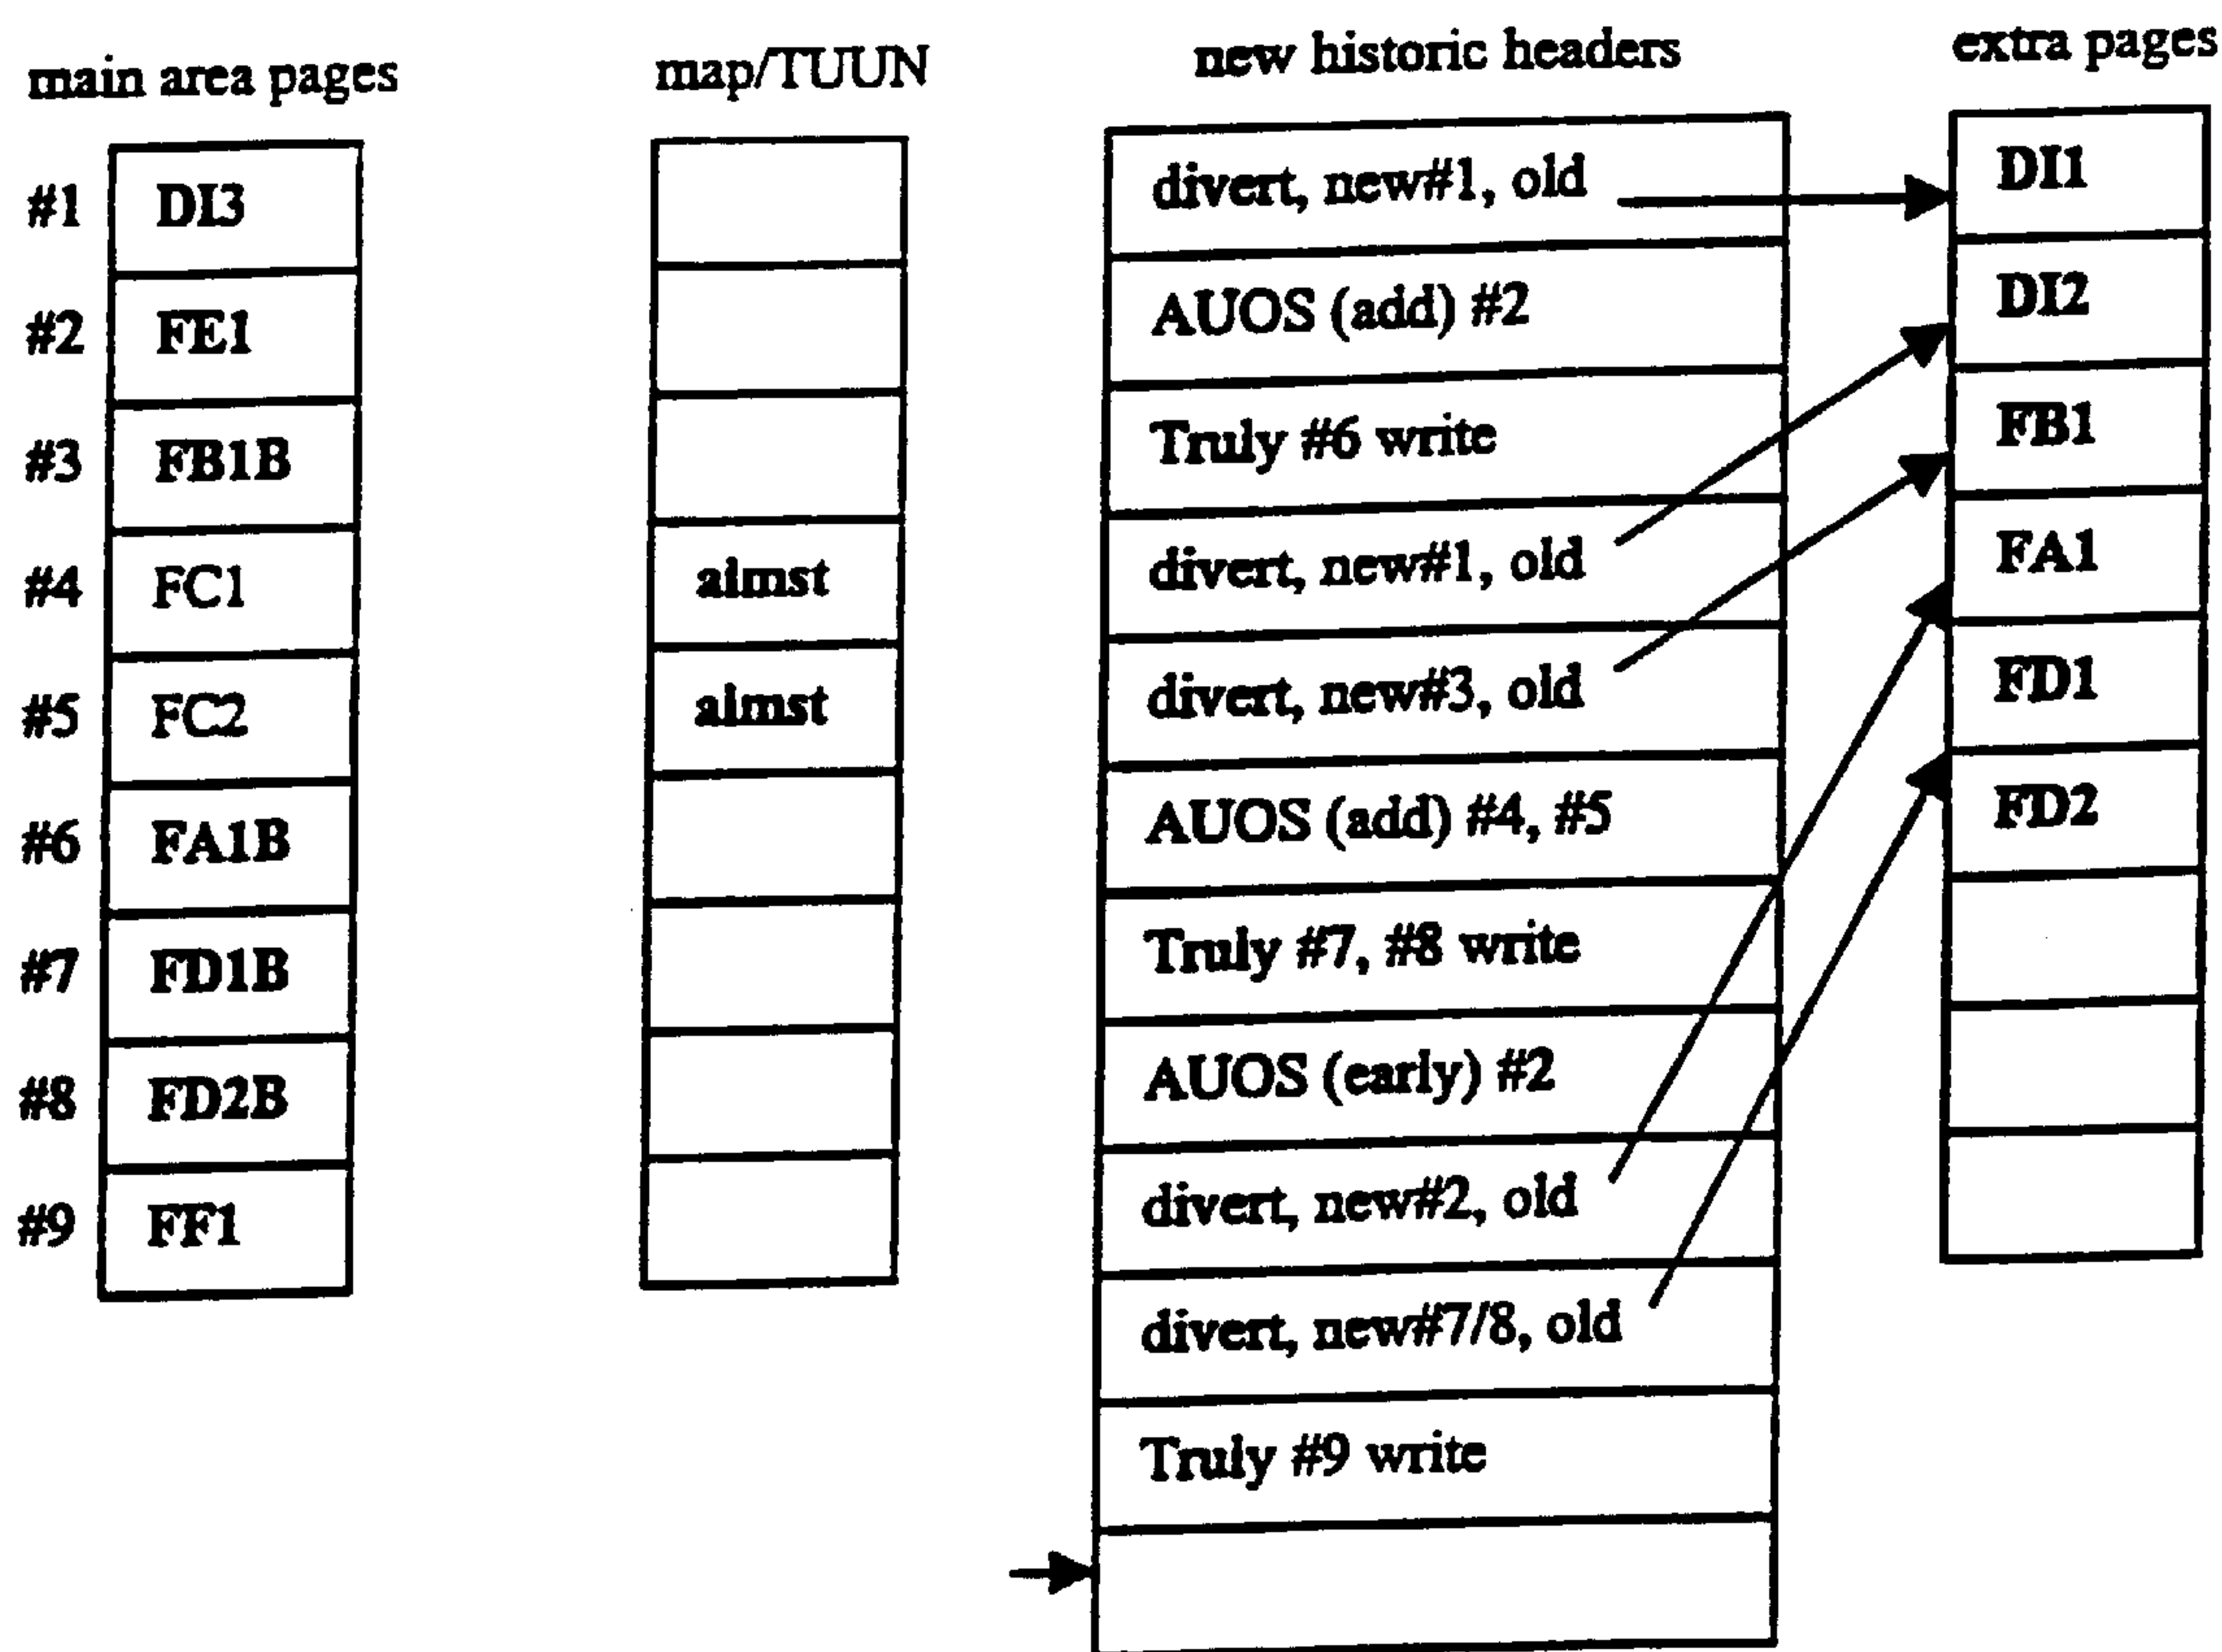 main area pages
map/TUUN
new historic headers
extra pages
#1 DI3
#2 FE1
#3 FB1B
#4 FC1
#5 FC2
#6 FA1B
#7 FD1B
#8 FD2B
#9 FF1
almst
almst
divert, new#1, old
AUOS (add) #2
Truly #6 write
divert, new#1, old
divert, new#3, old
AUOS (add) #4, #5
Truly #7, #8 write
AUOS (early) #2
divert, new#2, old
divert, new#7/8, old
Truly #9 write
DI1
DI2
FB1
FA1
FD1
FD2